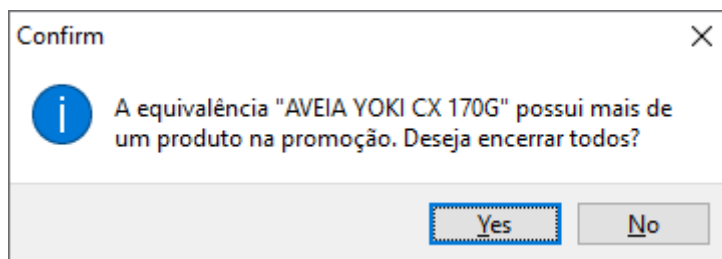 Confirm
A equivalência "AVEIA YOKI CX 170G" possui mais de
um produto na promoção. Deseja encerrar todos?
Yes
No